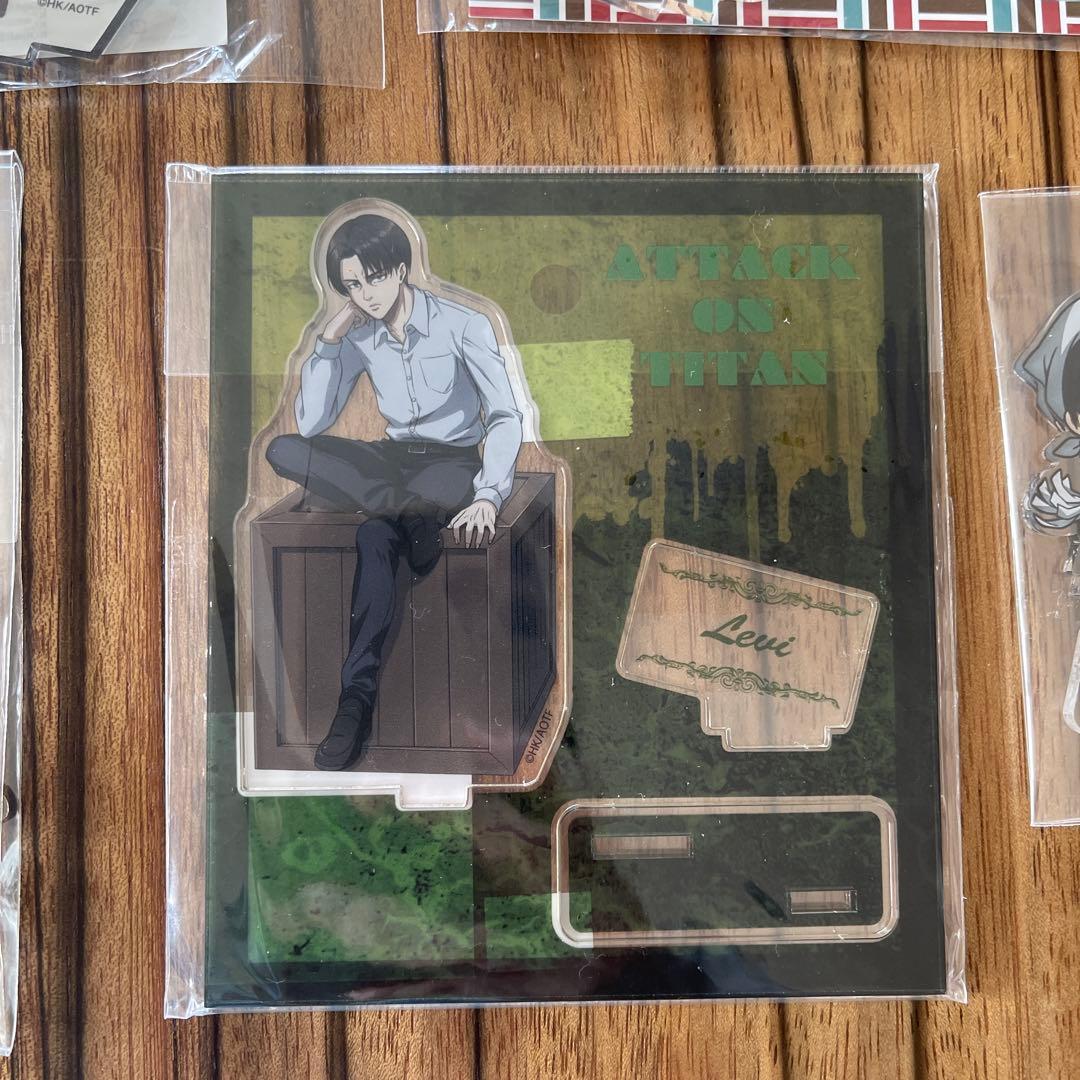 ©HK/AOTF
ATTACK
ON
TITAN
Levi
©HK/AOTF